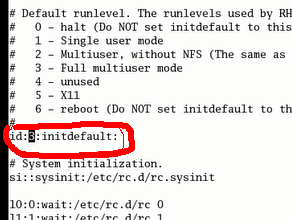 # Default runlevel. The runlevels used by RH
# 0 - halt (Do NOT set initdefault to this
# 1 - Single user mode
# 2 - Multiuser, without NFS (The same as
# 3 - Full multiuser mode
# 4 - unused
# 5 - X11
# 6 - reboot (Do NOT set initdefault to th
#
id:3:initdefault:
# System initialization.
si::sysinit:/etc/rc.d/rc.sysinit
l0:0:wait:/etc/rc.d/rc 0
l1:1:wait:/etc/rc.d/rc 1